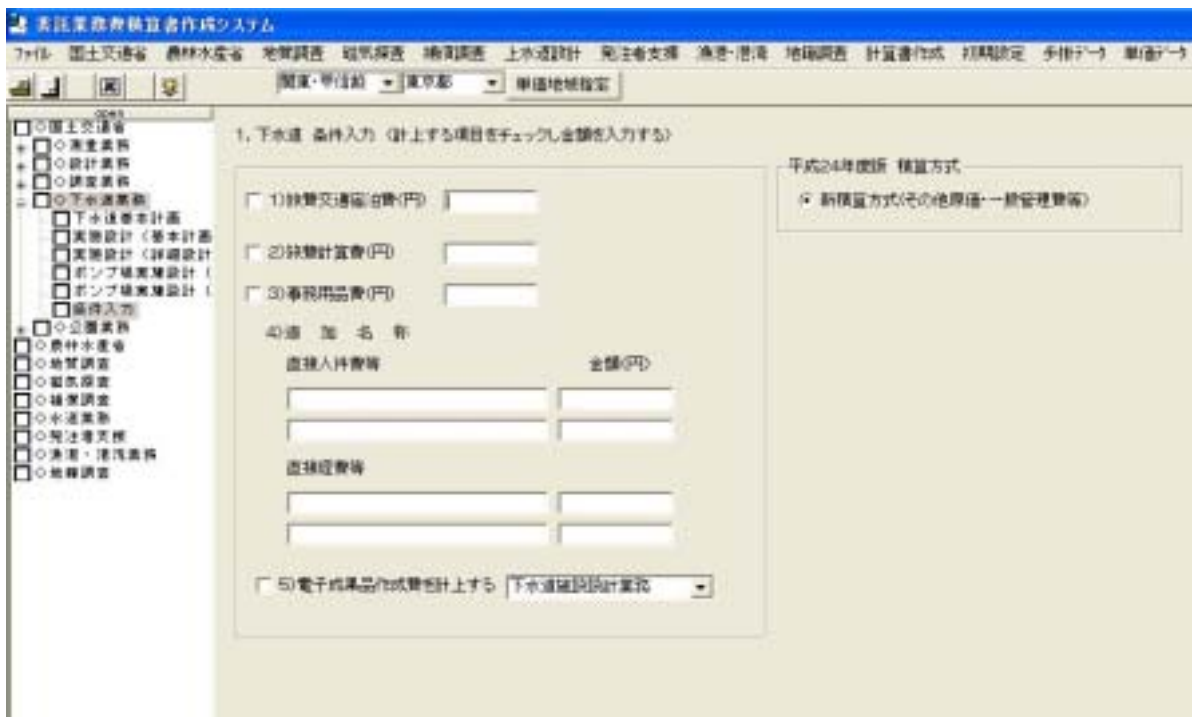 委託業務費積算書作成システム
ファイル 国土交通省 農林水産省 地質調査 磁気探査 補償調査 上水道設計 発注者支援 漁港・港湾 地籍調査 計算書作成 初期設定 手掛データ 単価データ
関東・甲信越 東京都 単価地域指定
◇国土交通省
◇測量業務
◇設計業務
◇調査業務
◇下水道業務
下水道基本計画
実施設計（基本計画
実施設計（詳細設計
ポンプ場実施設計（
ポンプ場実施設計（
条件入力
◇公園業務
◇農林水産省
◇地質調査
◇磁気探査
◇補償調査
◇水道業務
◇発注者支援
◇漁港・港湾業務
◇地籍調査
1. 下水道 条件入力 （計上する項目をチェックし金額を入力する）
1)旅費交通宿泊費(円)
2)旅費計算費(円)
3)事務用品費(円)
4)追 加 名 称
直接人件費等 金額(円)
直接経費等
5)電子成果品作成費を計上する 下水道施設設計業務
平成24年度版 積算方式
新積算方式(その他原価・一般管理費等)